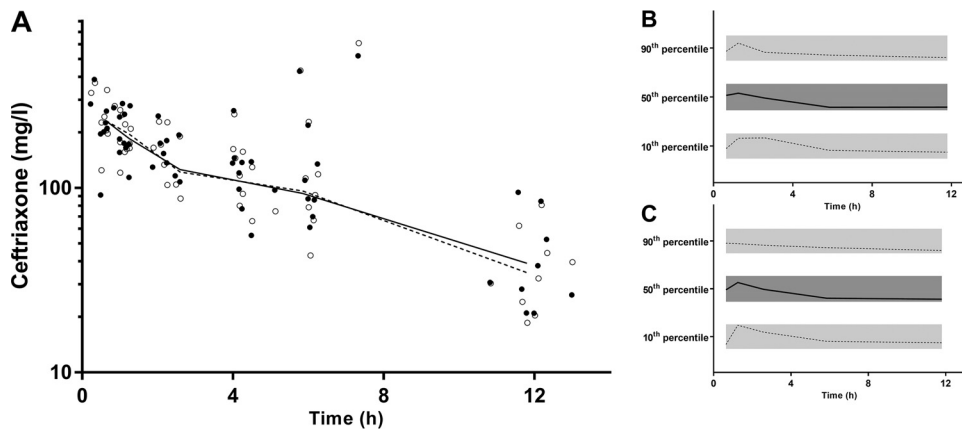 A
Ceftriaxone (mg/l)
100
10
0
4
8
12
Time (h)
B
90th percentile
50th percentile
10th percentile
0
4
8
12
Time (h)
C
90th percentile
50th percentile
10th percentile
0
4
8
12
Time (h)